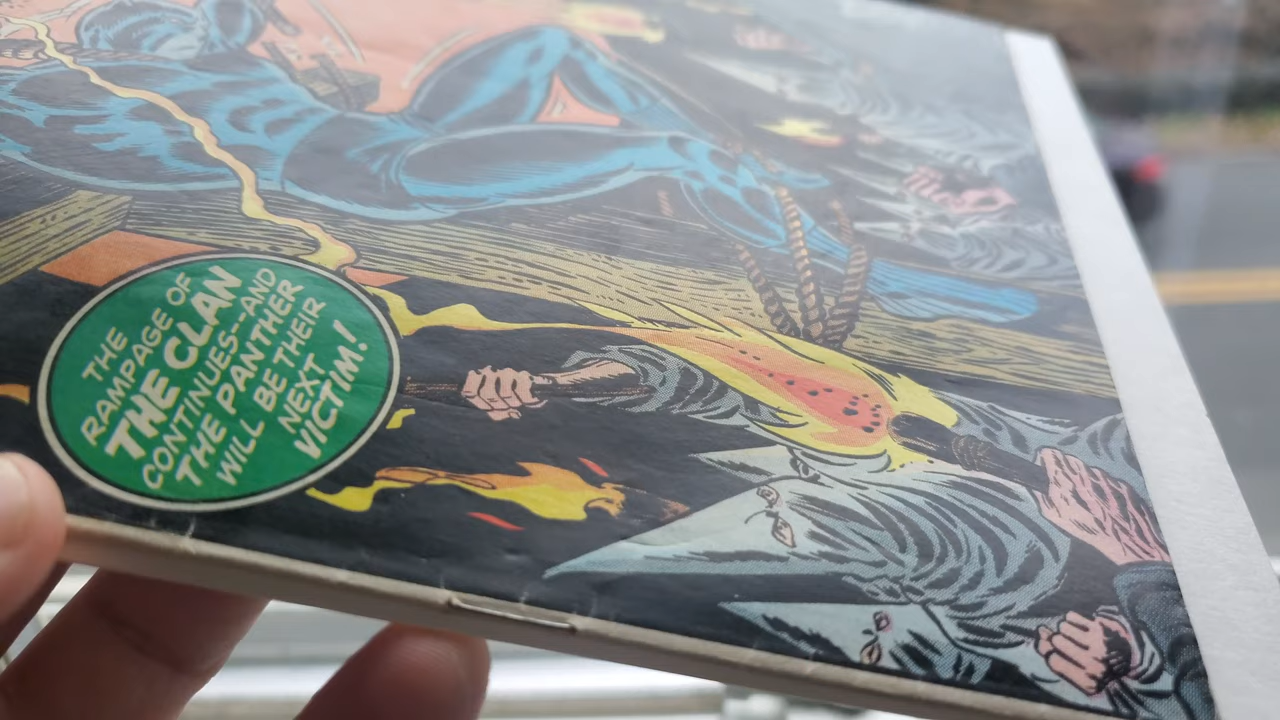 THE
RAMPAGE OF
THE CLAN
CONTINUES--AND
THE PANTHER
WILL BE THEIR
NEXT
VICTIM!